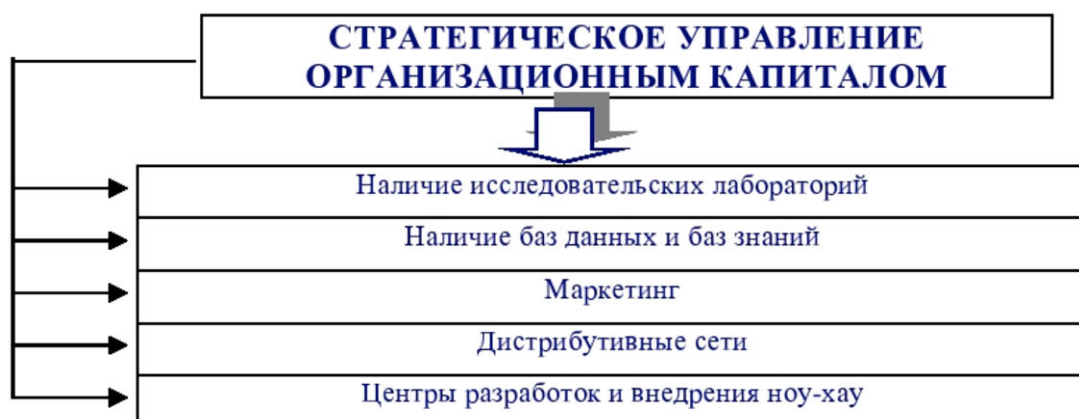 СТРАТЕГИЧЕСКОЕ УПРАВЛЕНИЕ
ОРГАНИЗАЦИОННЫМ КАПИТАЛОМ
Наличие исследовательских лабораторий
Наличие баз данных и баз знаний
Маркетинг
Дистрибутивные сети
Центры разработок и внедрения ноу-хау